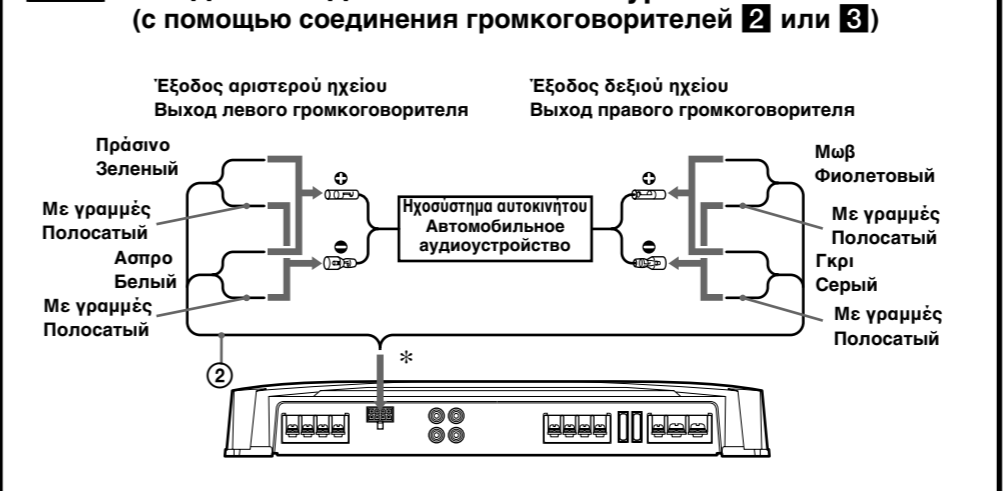 (с помощью соединения громкоговорителей 2 или 3)
Έξοδος αριστερού ηχείου
Выход левого громкоговорителя
Έξοδος δεξιού ηχείου
Выход правого громкоговорителя
Πράσινο
Зеленый
Με γραμμές
Полосатый
Ασπρο
Белый
Με γραμμές
Полосатый
Ηχοσύστημα αυτοκινήτου
Автомобильное
аудиоустройство
Μωβ
Фиолетовый
Με γραμμές
Полосатый
Γκρι
Серый
Με γραμμές
Полосатый
②
*